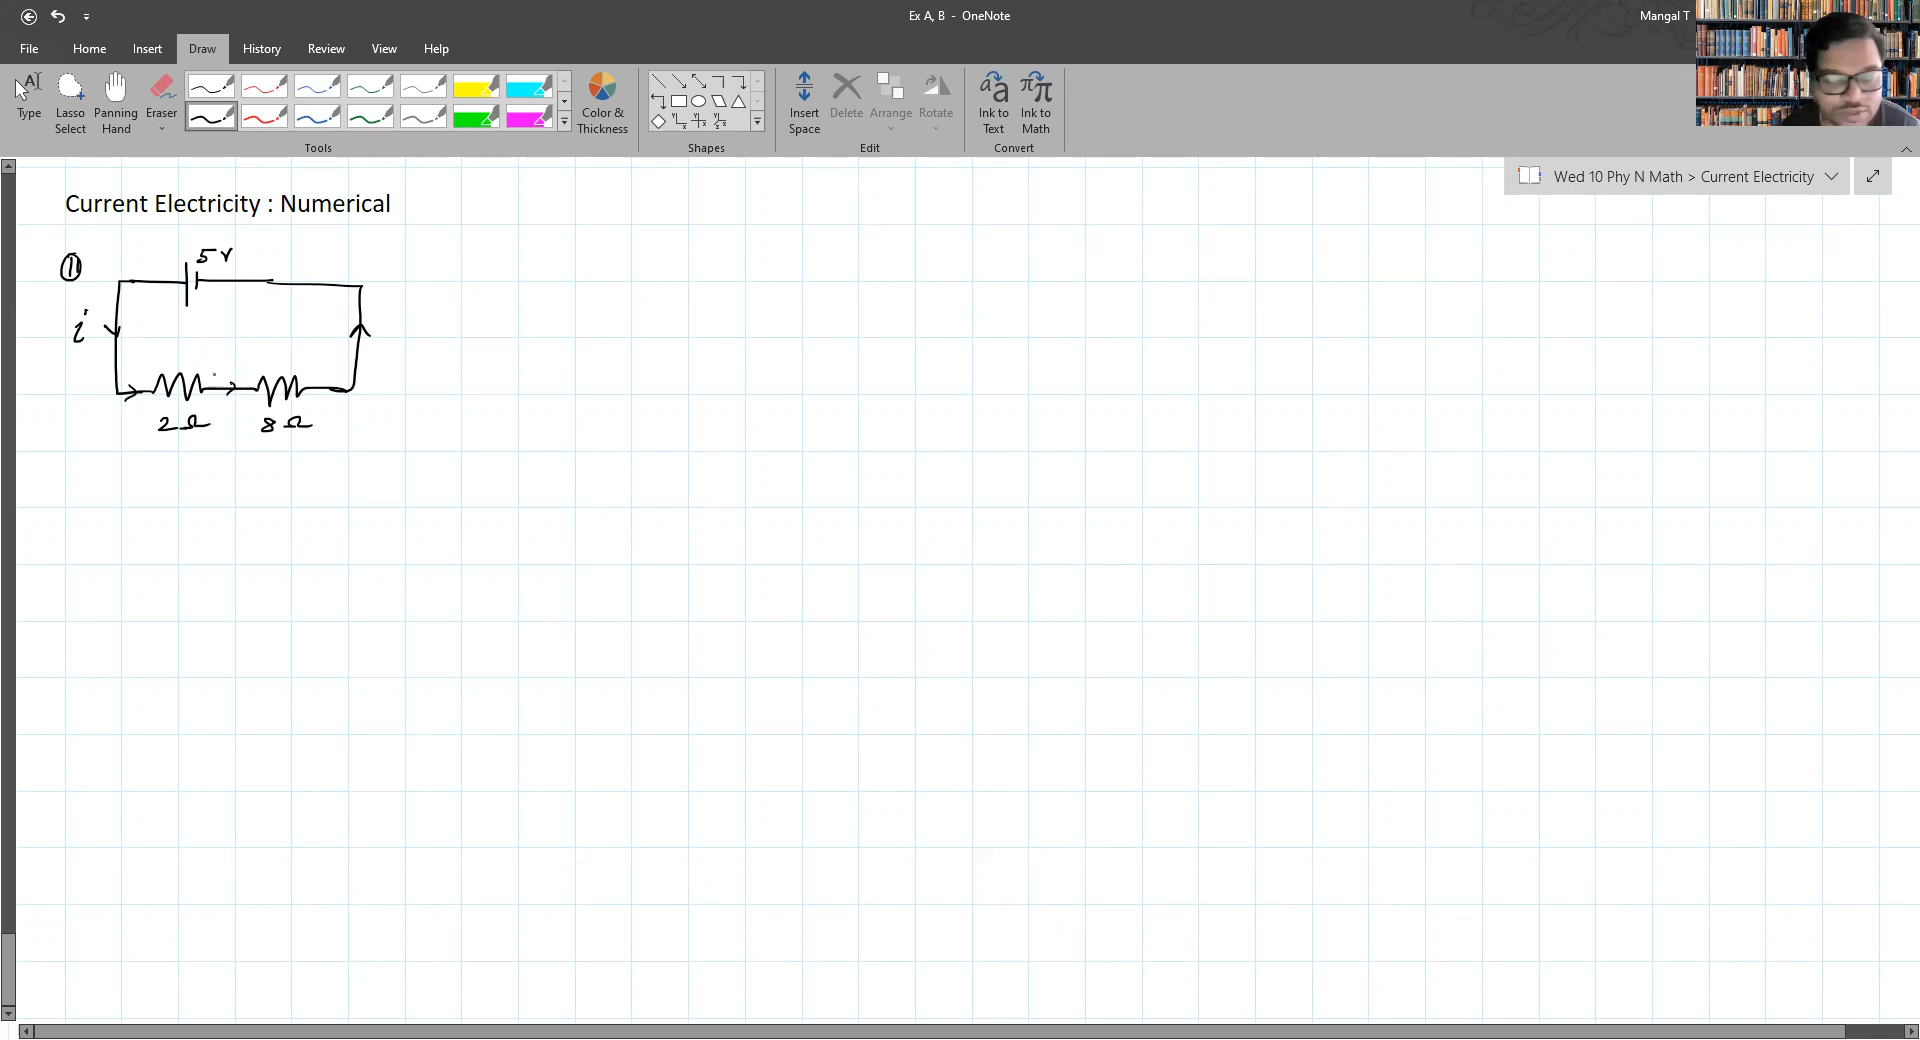 Ex A, B - OneNote
Mangal T
File Home Insert Draw History Review View Help
Type
Lasso Select
Panning Hand
Eraser
Color & Thickness
Insert Space
Delete
Arrange
Rotate
Ink to Text
Ink to Math
Tools
Shapes
Edit
Convert
Wed 10 Phy N Math > Current Electricity
Current Electricity : Numerical
5 V
i
2 Ω 8 Ω